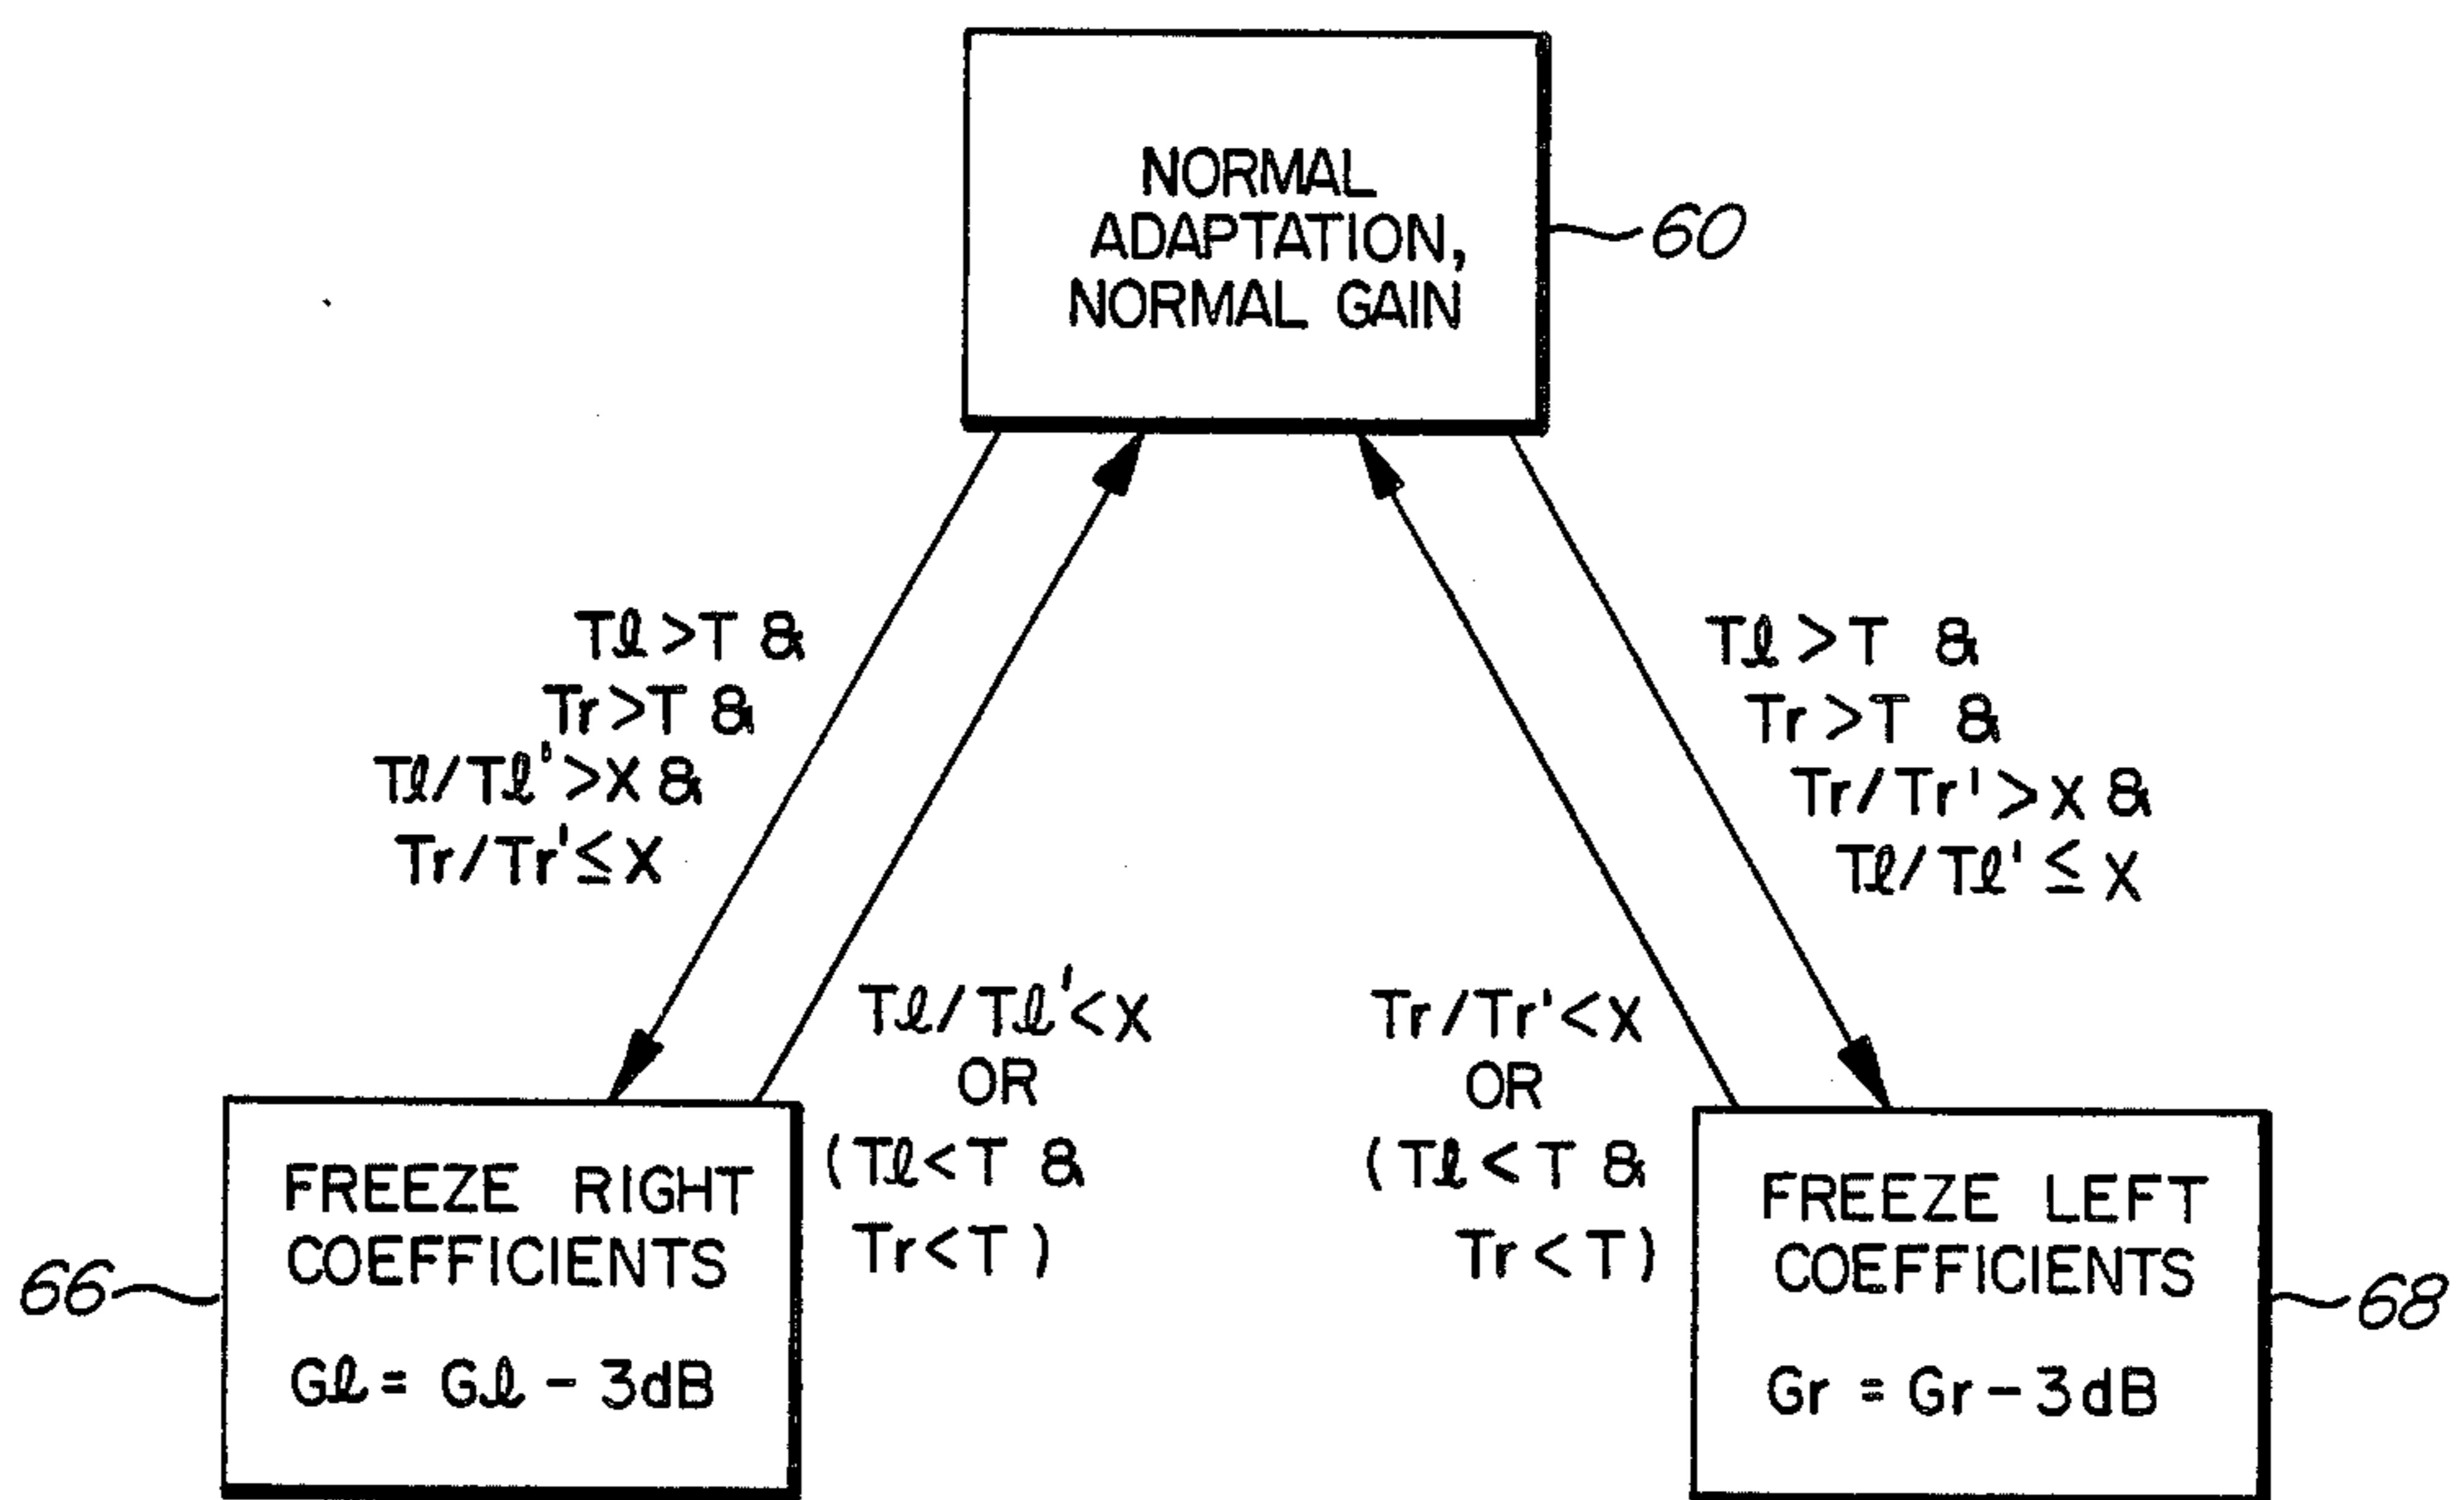 NORMAL
ADAPTATION,
NORMAL GAIN
60
Tℓ>T &
Tr>T &
Tℓ/Tℓ'>X &
Tr/Tr'≤X
Tℓ>T &
Tr>T &
Tr/Tr'>X &
Tℓ/Tℓ'≤X
Tℓ/Tℓ'<X
OR
(Tℓ<T &
Tr<T)
Tr/Tr'<X
OR
(Tℓ<T &
Tr<T)
FREEZE RIGHT
COEFFICIENTS
Gℓ= Gℓ - 3dB
66
FREEZE LEFT
COEFFICIENTS
Gr = Gr - 3dB
68